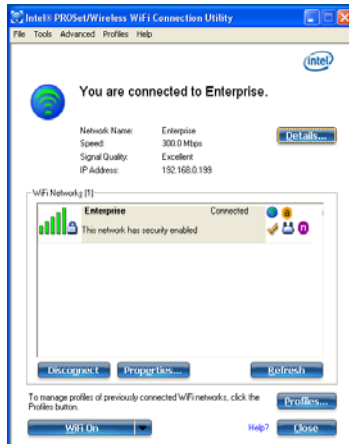 Intel® PROSet/Wireless WiFi Connection Utility
File Tools Advanced Profiles Help
intel
You are connected to Enterprise.
Network Name: Enterprise
Speed: 300.0 Mbps
Signal Quality: Excellent
IP Address: 192.168.0.199
Details...
WiFi Networks (1)
Enterprise Connected
a
This network has security enabled
n
Disconnect Properties... Refresh
To manage profiles of previously connected WiFi networks, click the
Profiles button.
Profiles...
WiFi On Help? Close